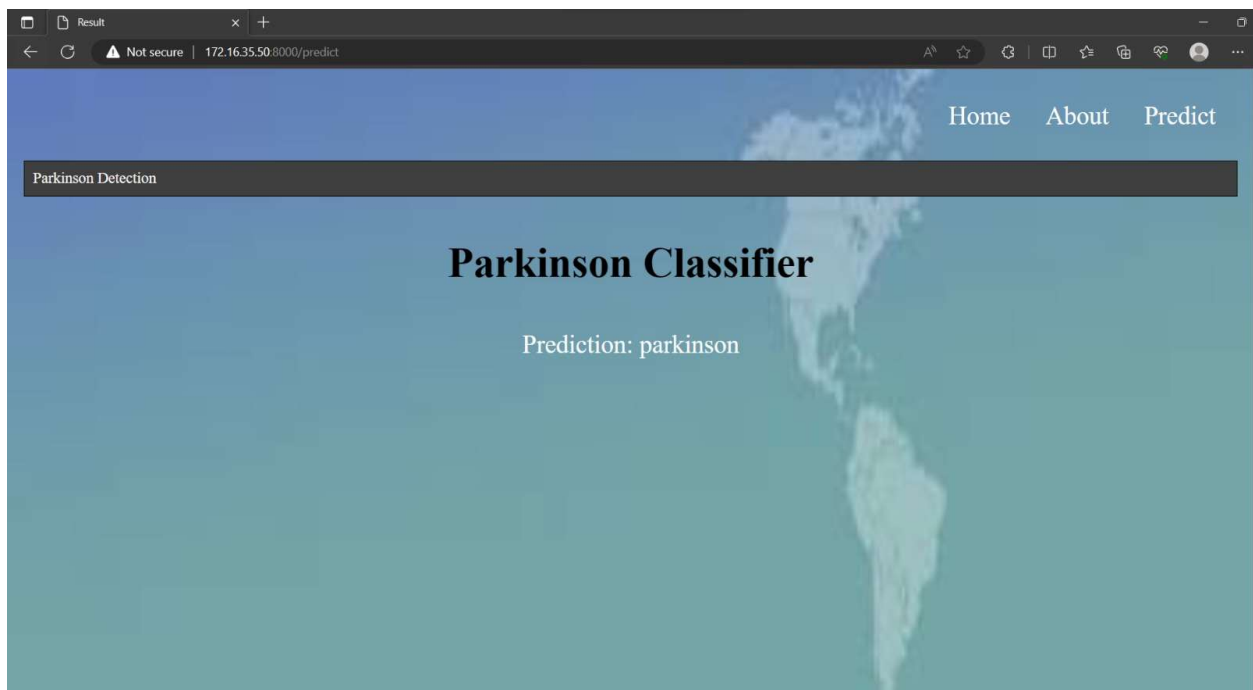 Result
Not secure | 172.16.35.50:8000/predict
Home About Predict
Parkinson Detection
Parkinson Classifier
Prediction: parkinson